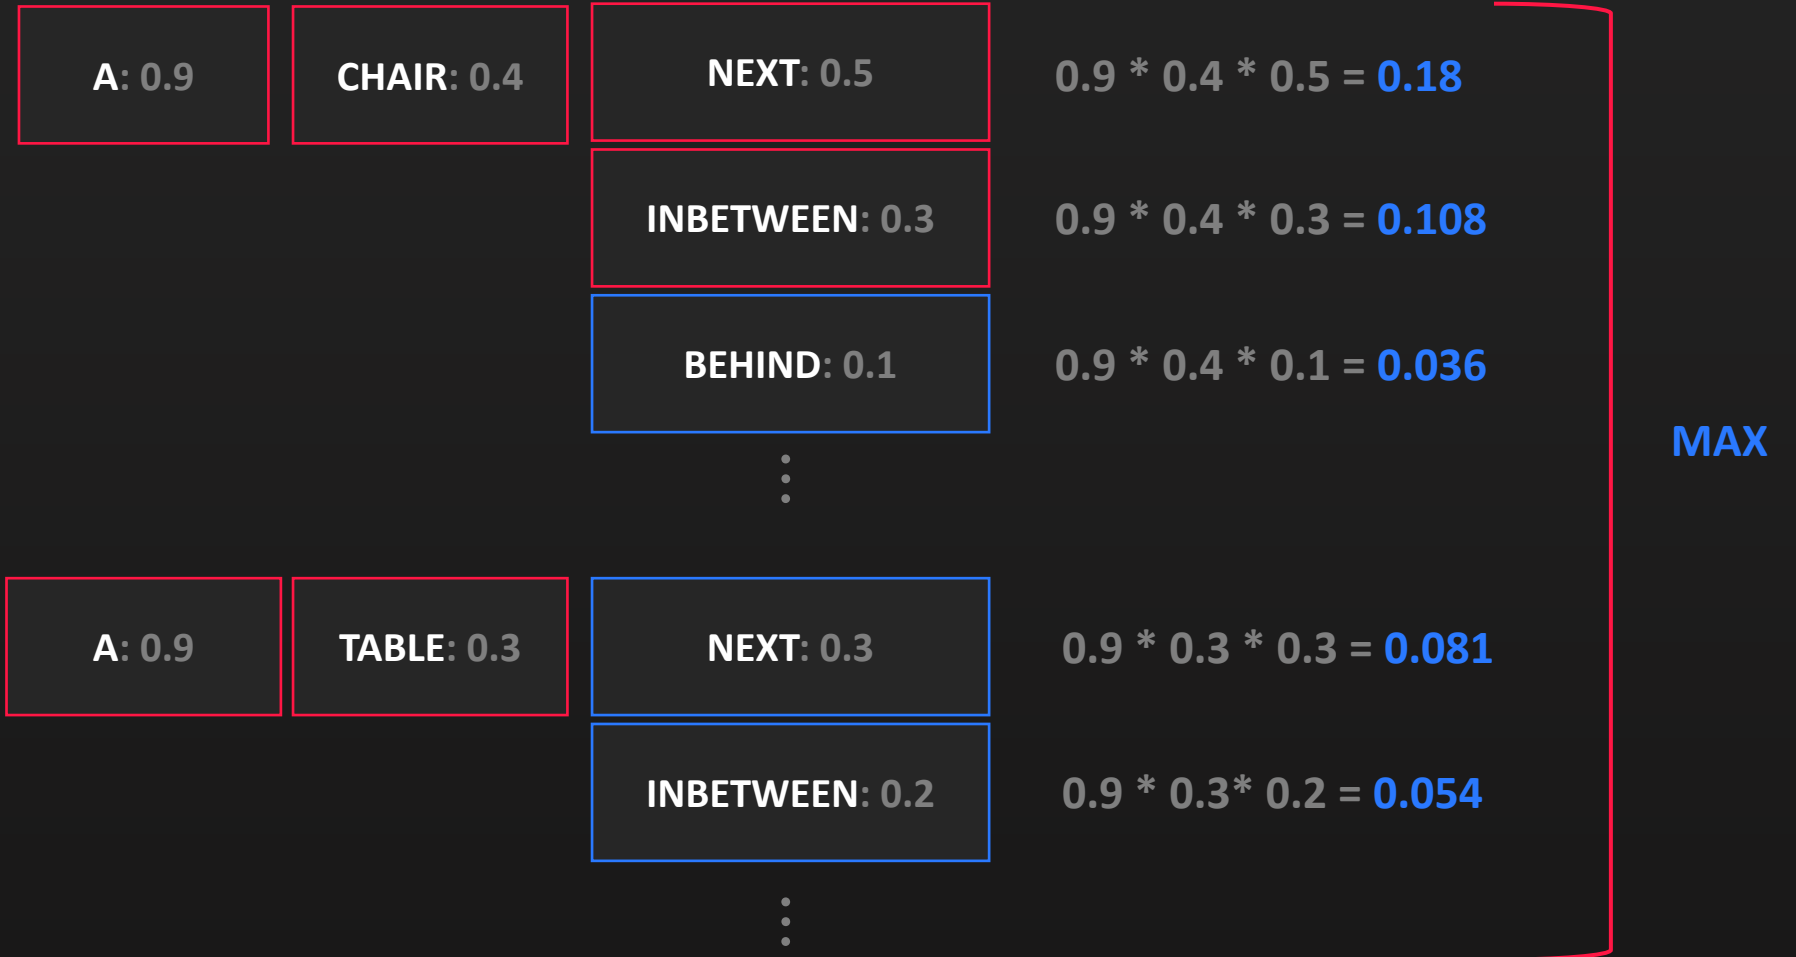 A: 0.9 CHAIR: 0.4 NEXT: 0.5 0.9 * 0.4 * 0.5 = 0.18
INBETWEEN: 0.3 0.9 * 0.4 * 0.3 = 0.108
BEHIND: 0.1 0.9 * 0.4 * 0.1 = 0.036
MAX
A: 0.9 TABLE: 0.3 NEXT: 0.3 0.9 * 0.3 * 0.3 = 0.081
INBETWEEN: 0.2 0.9 * 0.3* 0.2 = 0.054